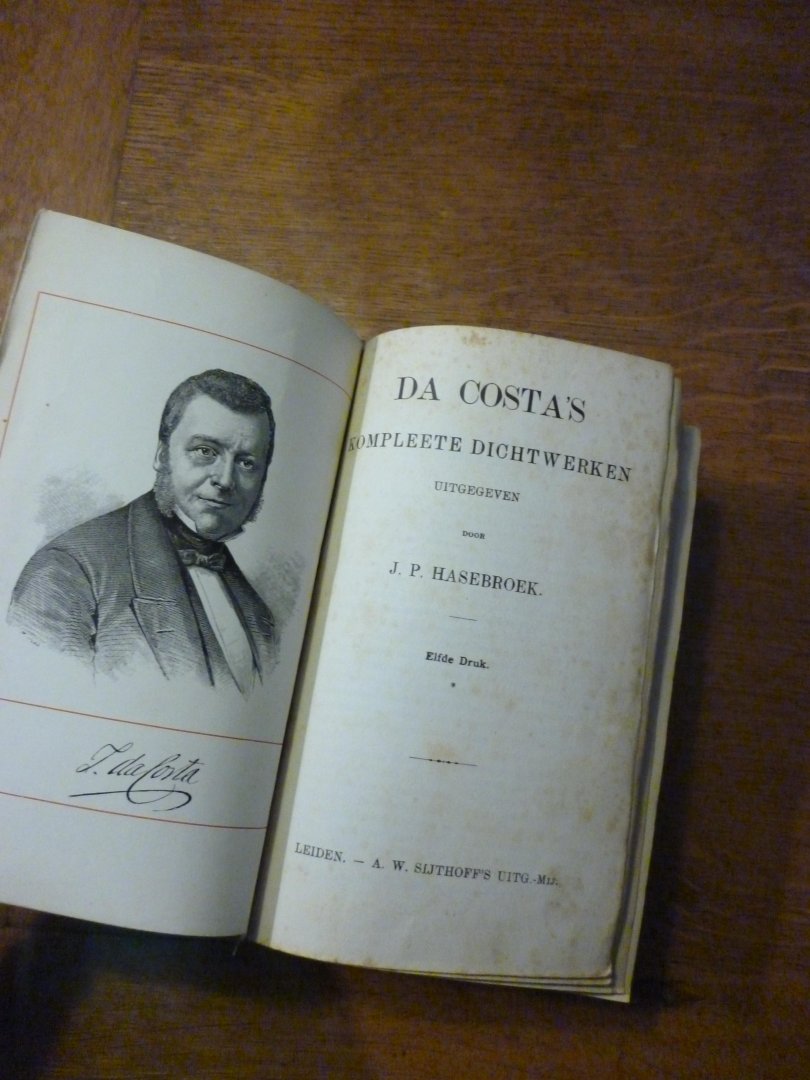 J. da Costa
DA COSTA'S
KOMPLEETE DICHTWERKEN
UITGEGEVEN
DOOR
J. P. HASEBROEK.
Elfde Druk.
*
LEIDEN. — A. W. SIJTHOFF'S UITG.-MIJ.